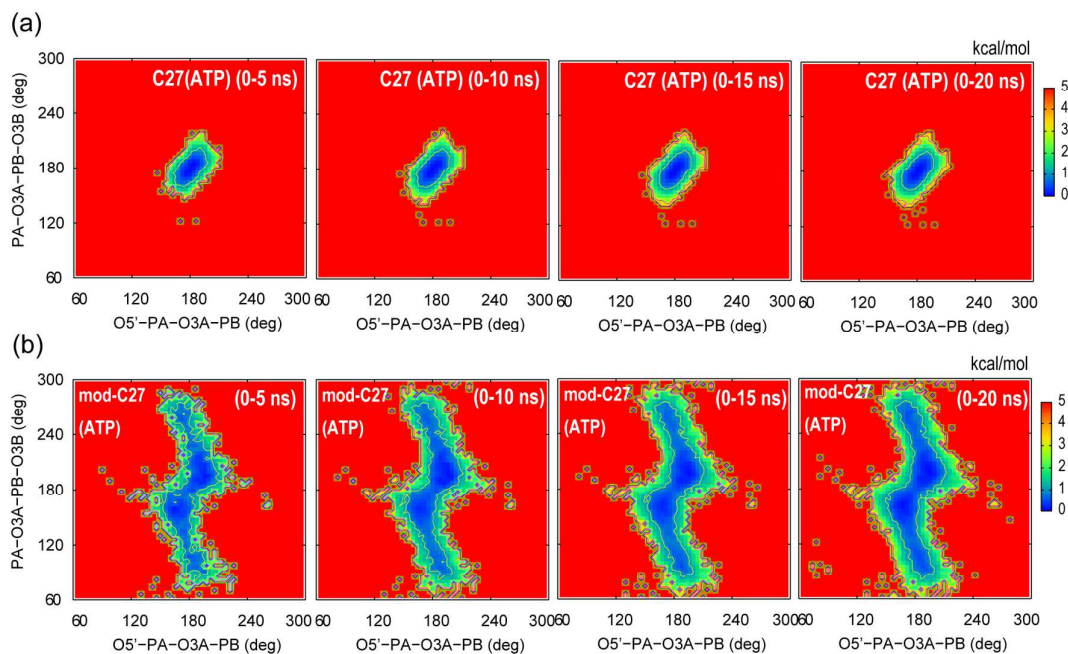 (a)
kcal/mol
C27(ATP) (0-5 ns)
C27 (ATP) (0-10 ns)
C27 (ATP) (0-15 ns)
C27 (ATP) (0-20 ns)
PA−O3A−PB−O3B (deg)
300
240
180
120
60
5
4
3
2
1
0
60 120 180 240 300
60 120 180 240 300
60 120 180 240 300
60 120 180 240 300
O5'−PA−O3A−PB (deg)
O5'−PA−O3A−PB (deg)
O5'−PA−O3A−PB (deg)
O5'−PA−O3A−PB (deg)
(b)
kcal/mol
mod-C27
(ATP)
(0-5 ns)
mod-C27
(ATP)
(0-10 ns)
mod-C27
(ATP)
(0-15 ns)
mod-C27
(ATP)
(0-20 ns)
PA−O3A−PB−O3B (deg)
300
240
180
120
60
5
4
3
2
1
0
60 120 180 240 300
60 120 180 240 300
60 120 180 240 300
60 120 180 240 300
O5'−PA−O3A−PB (deg)
O5'−PA−O3A−PB (deg)
O5'−PA−O3A−PB (deg)
O5'−PA−O3A−PB (deg)